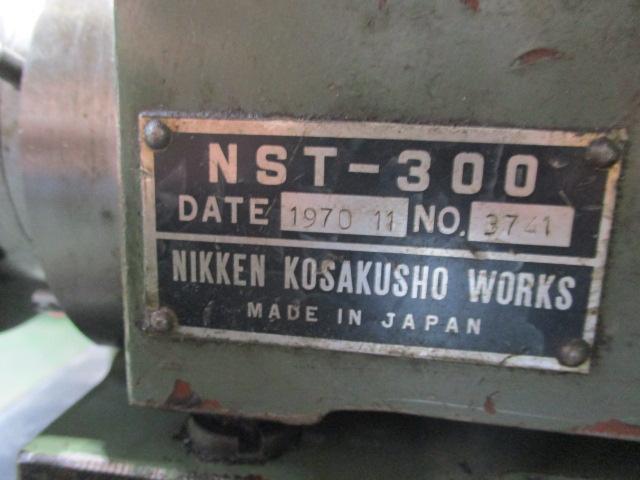 NST-300
DATE 1970 11 NO. 3741
NIKKEN KOSAKUSHO WORKS
MADE IN JAPAN